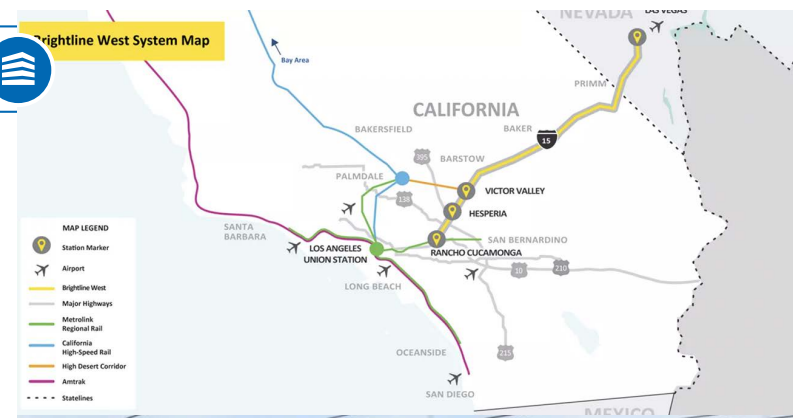 Brightline West System Map
NEVADA
LAS VEGAS
Bay Area
PRIMM
CALIFORNIA
BAKERSFIELD
BAKER
15
395
BARSTOW
PALMDALE
138
VICTOR VALLEY
HESPERIA
SANTA
BARBARA
LOS ANGELES
UNION STATION
SAN BERNARDINO
RANCHO CUCAMONGA
10
210
LONG BEACH
OCEANSIDE
215
SAN DIEGO
MEXICO
MAP LEGEND
Station Marker
Airport
Brightline West
Major Highways
Metrolink
Regional Rail
California
High-Speed Rail
High Desert Corridor
Amtrak
Statelines